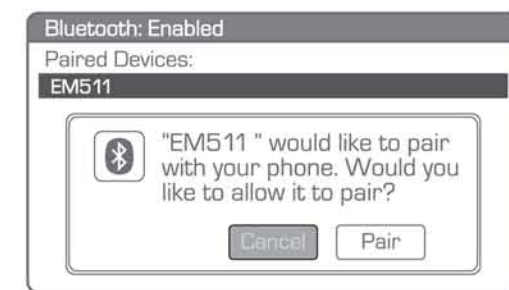 Bluetooth: Enabled
Paired Devices:
EM511
"EM511 " would like to pair
with your phone. Would you
like to allow it to pair?
Cancel Pair